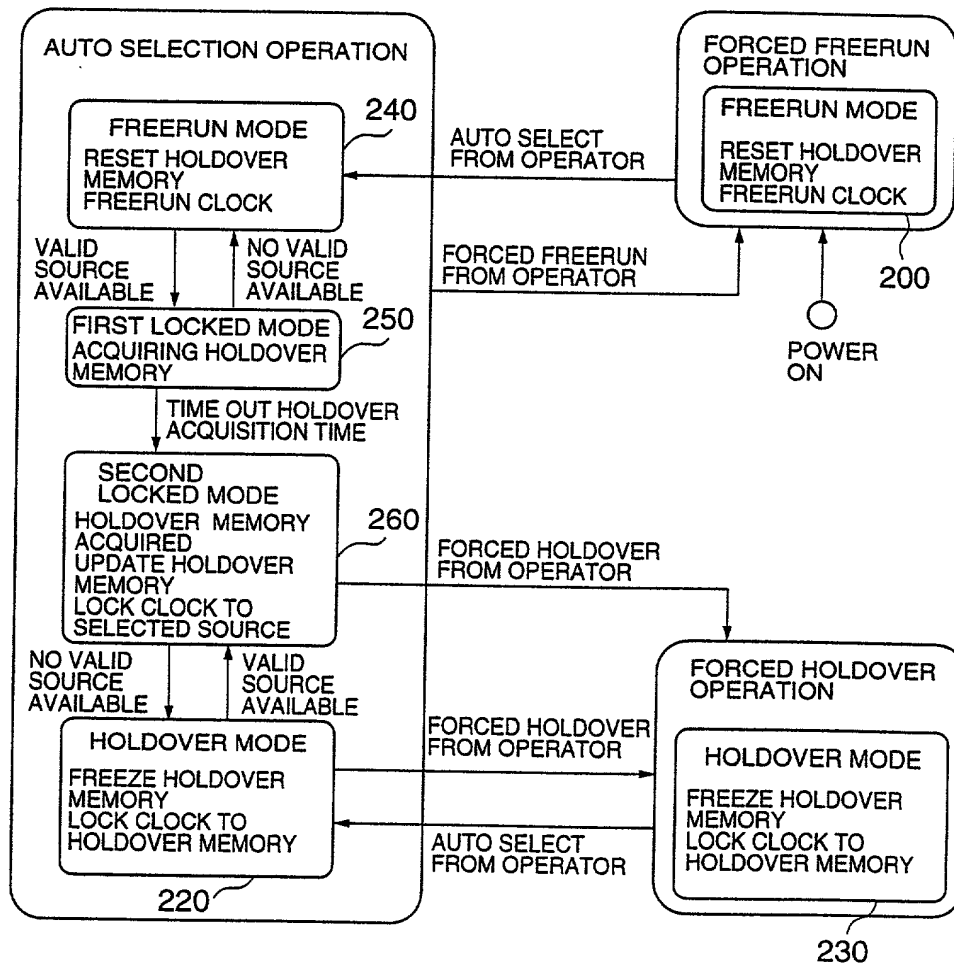 AUTO SELECTION OPERATION
FREERUN MODE
RESET HOLDOVER
MEMORY
FREERUN CLOCK
240
VALID
SOURCE
AVAILABLE
NO VALID
SOURCE
AVAILABLE
FIRST LOCKED MODE
ACQUIRING HOLDOVER
MEMORY
250
TIME OUT HOLDOVER
ACQUISITION TIME
SECOND
LOCKED MODE
HOLDOVER MEMORY
ACQUIRED
UPDATE HOLDOVER
MEMORY
LOCK CLOCK TO
SELECTED SOURCE
260
NO VALID
SOURCE
AVAILABLE
VALID
SOURCE
AVAILABLE
HOLDOVER MODE
FREEZE HOLDOVER
MEMORY
LOCK CLOCK TO
HOLDOVER MEMORY
220
AUTO SELECT
FROM OPERATOR
FORCED FREERUN
FROM OPERATOR
FORCED HOLDOVER
FROM OPERATOR
FORCED HOLDOVER
FROM OPERATOR
AUTO SELECT
FROM OPERATOR
FORCED FREERUN
OPERATION
FREERUN MODE
RESET HOLDOVER
MEMORY
FREERUN CLOCK
200
POWER
ON
FORCED HOLDOVER
OPERATION
HOLDOVER MODE
FREEZE HOLDOVER
MEMORY
LOCK CLOCK TO
HOLDOVER MEMORY
230